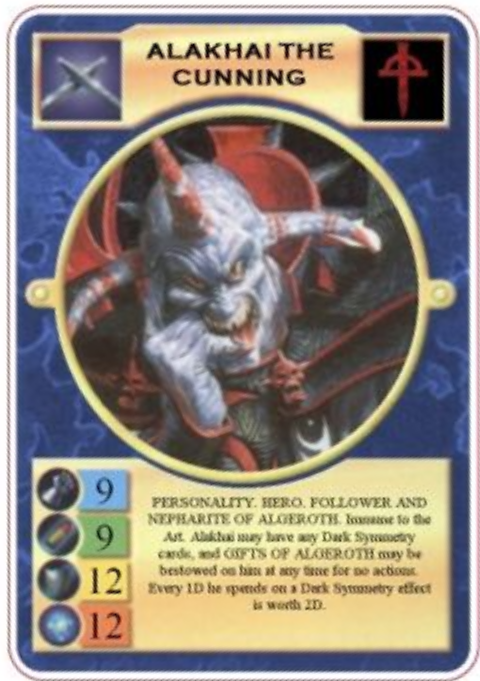 ALAKHAI THE
CUNNING
9
9
12
12
PERSONALITY. HERO. FOLLOWER AND
NEPHARITE OF ALGEROTH. Immune to the
Art. Alakhai may have any Dark Symmetry
cards, and GIFTS OF ALGEROTH may be
bestowed on him at any time for no actions.
Every 1D he spends on a Dark Symmetry effect
is worth 2D.